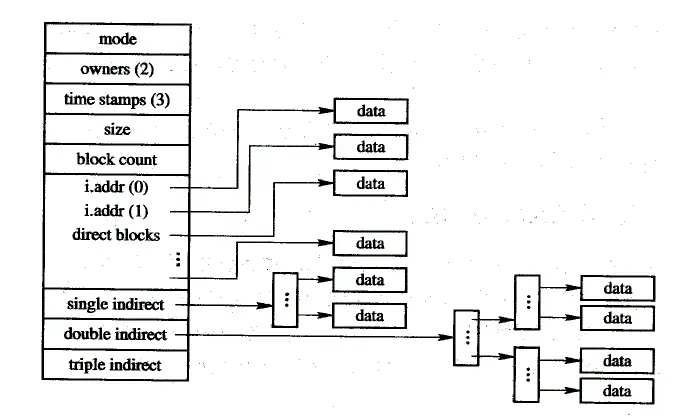 mode
owners (2)
time stamps (3)
size
block count
i.addr (0)
i.addr (1)
direct blocks
⋮
single indirect
double indirect
triple indirect
data
data
data
data
⋮
data
data
⋮
⋮
data
data
⋮
data
data